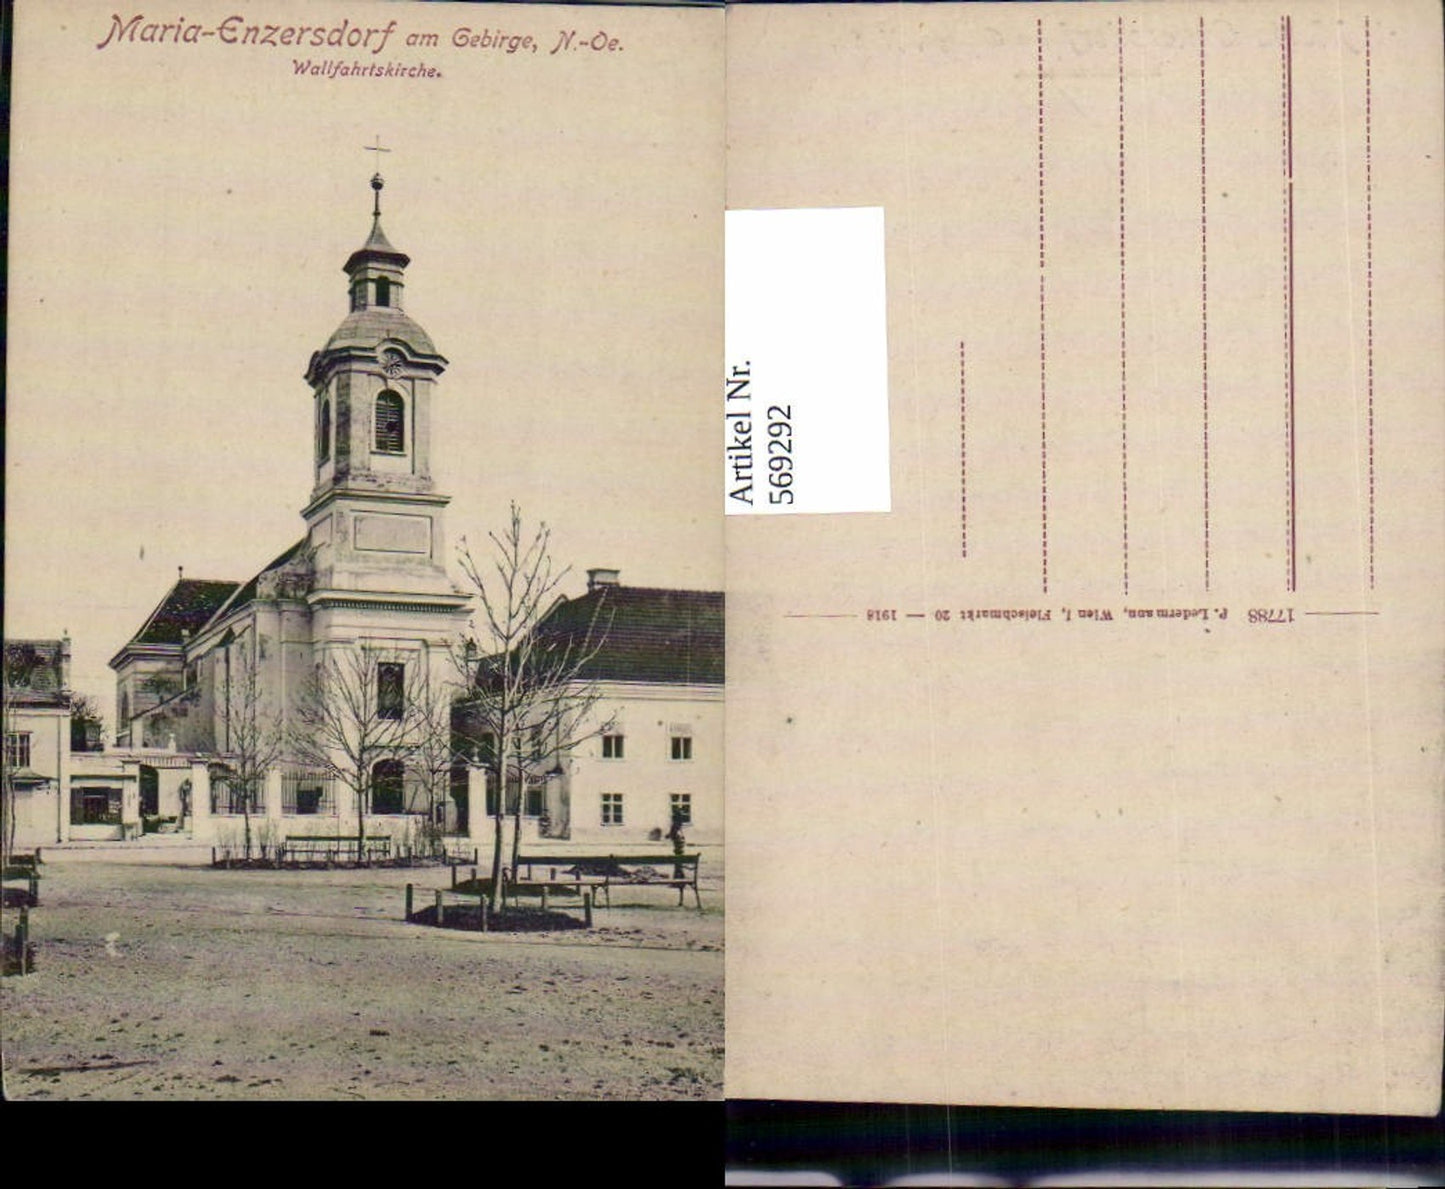 Maria-Enzersdorf am Gebirge, N.-Oe.
Wallfahrtskirche.
Artikel Nr.
569292
17788 P. Ledermann, Wien I, Fleischmarkt 20 — 1918